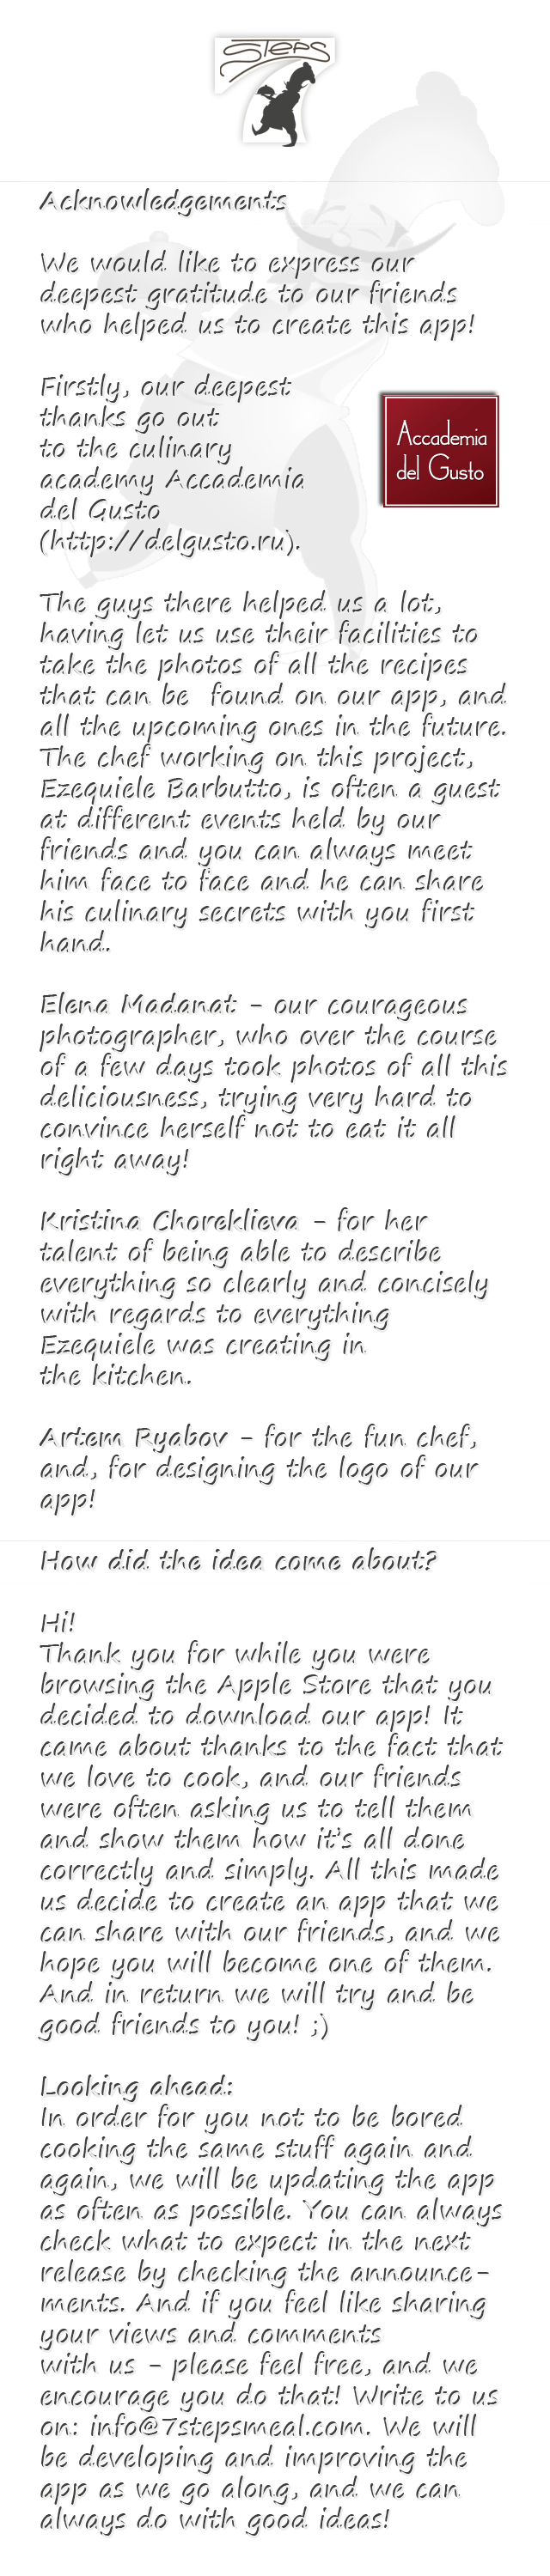 STEPS
7
Acknowledgements
We would like to express our
deepest gratitude to our friends
who helped us to create this app!
Firstly, our deepest
thanks go out
to the culinary
academy Accademia
del Gusto
(http://delgusto.ru).
Accademia
del Gusto
The guys there helped us a lot,
having let us use their facilities to
take the photos of all the recipes
that can be  found on our app, and
all the upcoming ones in the future.
The chef working on this project,
Ezequiele Barbutto, is often a guest
at different events held by our
friends and you can always meet
him face to face and he can share
his culinary secrets with you first
hand.
Elena Madanat - our courageous
photographer, who over the course
of a few days took photos of all this
deliciousness, trying very hard to
convince herself not to eat it all
right away!
Kristina Choreklieva - for her
talent of being able to describe
everything so clearly and concisely
with regards to everything
Ezequiele was creating in
the kitchen.
Artem Ryabov - for the fun chef,
and, for designing the logo of our
app!
How did the idea come about?
Hi!
Thank you for while you were
browsing the Apple Store that you
decided to download our app! It
came about thanks to the fact that
we love to cook, and our friends
were often asking us to tell them
and show them how it's all done
correctly and simply. All this made
us decide to create an app that we
can share with our friends, and we
hope you will become one of them.
And in return we will try and be
good friends to you! ;)
Looking ahead:
In order for you not to be bored
cooking the same stuff again and
again, we will be updating the app
as often as possible. You can always
check what to expect in the next
release by checking the announce-
ments. And if you feel like sharing
your views and comments
with us - please feel free, and we
encourage you do that! Write to us
on: info@7stepsmeal.com. We will
be developing and improving the
app as we go along, and we can
always do with good ideas!